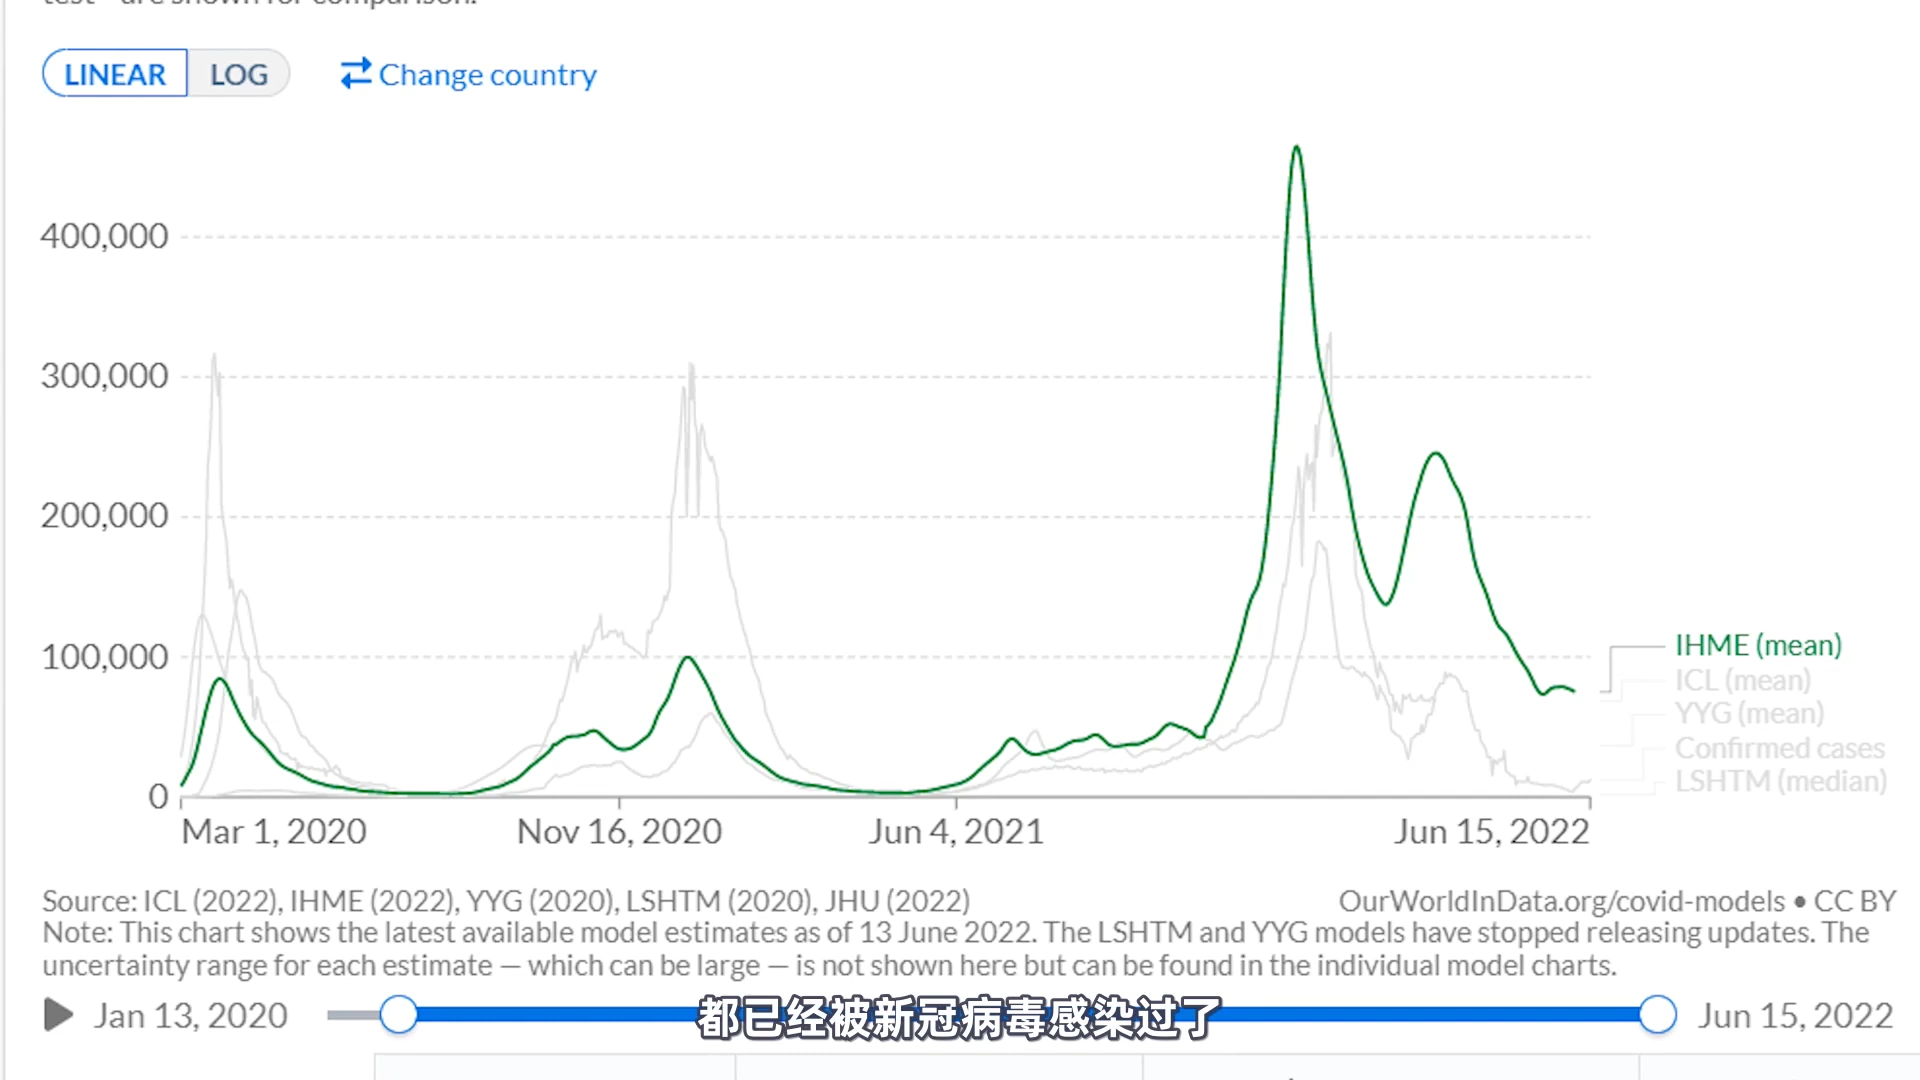 test" are shown for comparison.
LINEAR LOG Change country
400,000
300,000
200,000
100,000
0
IHME (mean)
ICL (mean)
YYG (mean)
Confirmed cases
LSHTM (median)
Mar 1, 2020 Nov 16, 2020 Jun 4, 2021 Jun 15, 2022
Source: ICL (2022), IHME (2022), YYG (2020), LSHTM (2020), JHU (2022) OurWorldInData.org/covid-models • CC BY
Note: This chart shows the latest available model estimates as of 13 June 2022. The LSHTM and YYG models have stopped releasing updates. The
uncertainty range for each estimate — which can be large — is not shown here but can be found in the individual model charts.
Jan 13, 2020 都已经被新冠病毒感染过了 Jun 15, 2022